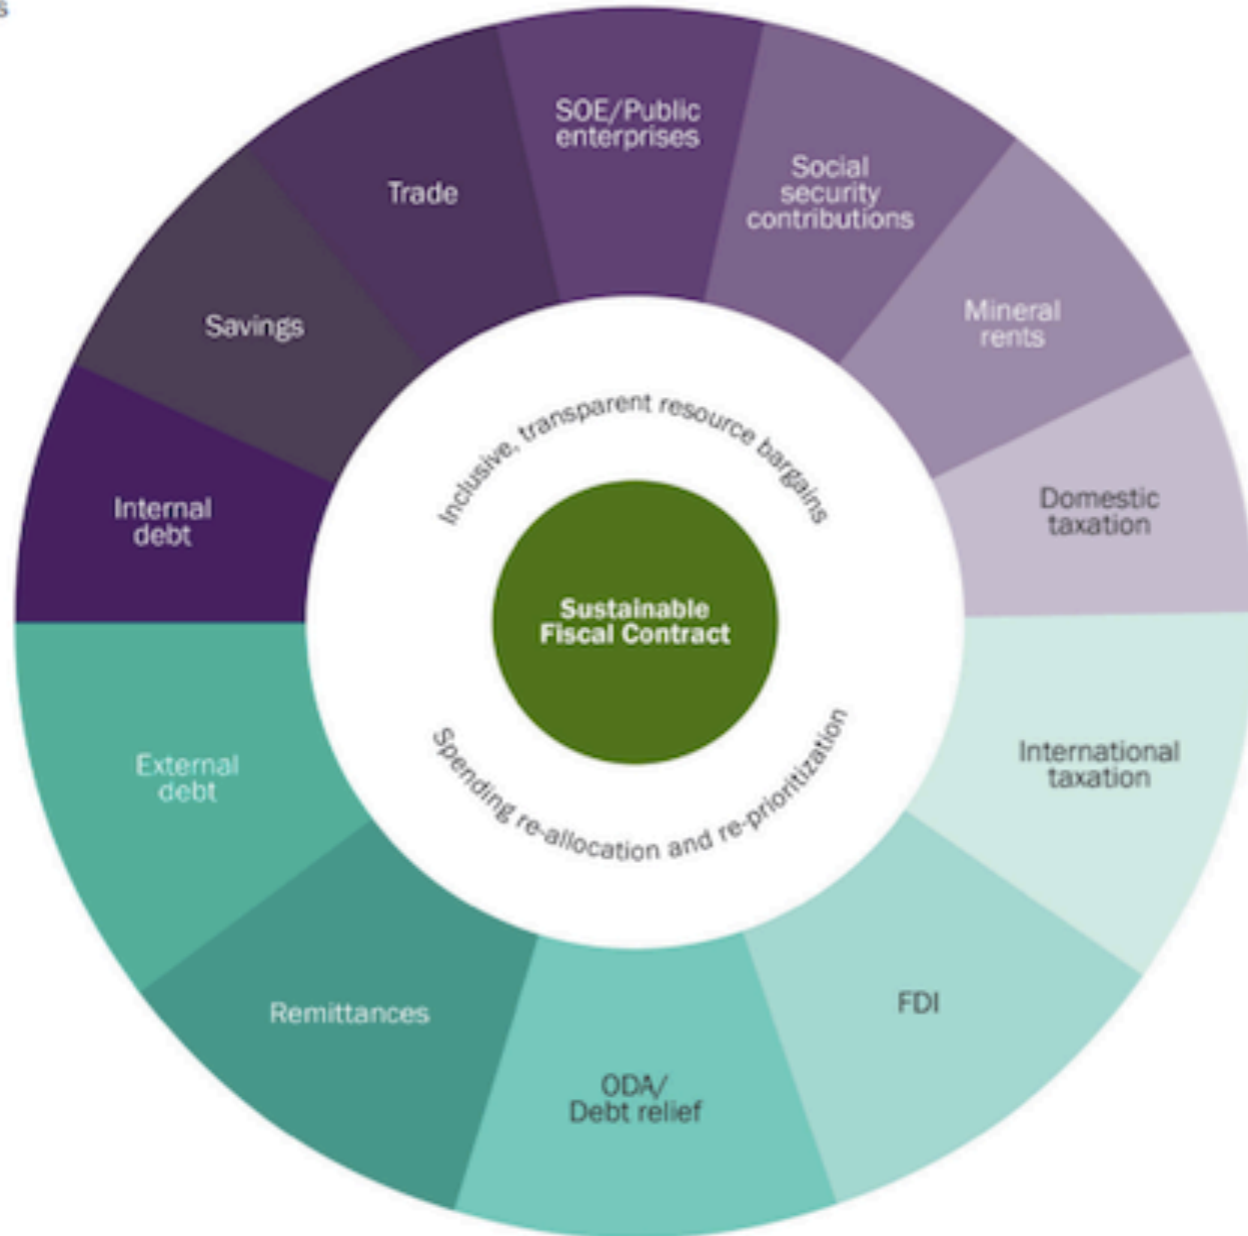 SOE/Public
enterprises
Social
security
contributions
Mineral
rents
Domestic
taxation
International
taxation
FDI
ODA/
Debt relief
Remittances
External
debt
Internal
debt
Savings
Trade
Inclusive, transparent resource bargains
Sustainable
Fiscal Contract
Spending re-allocation and re-prioritization